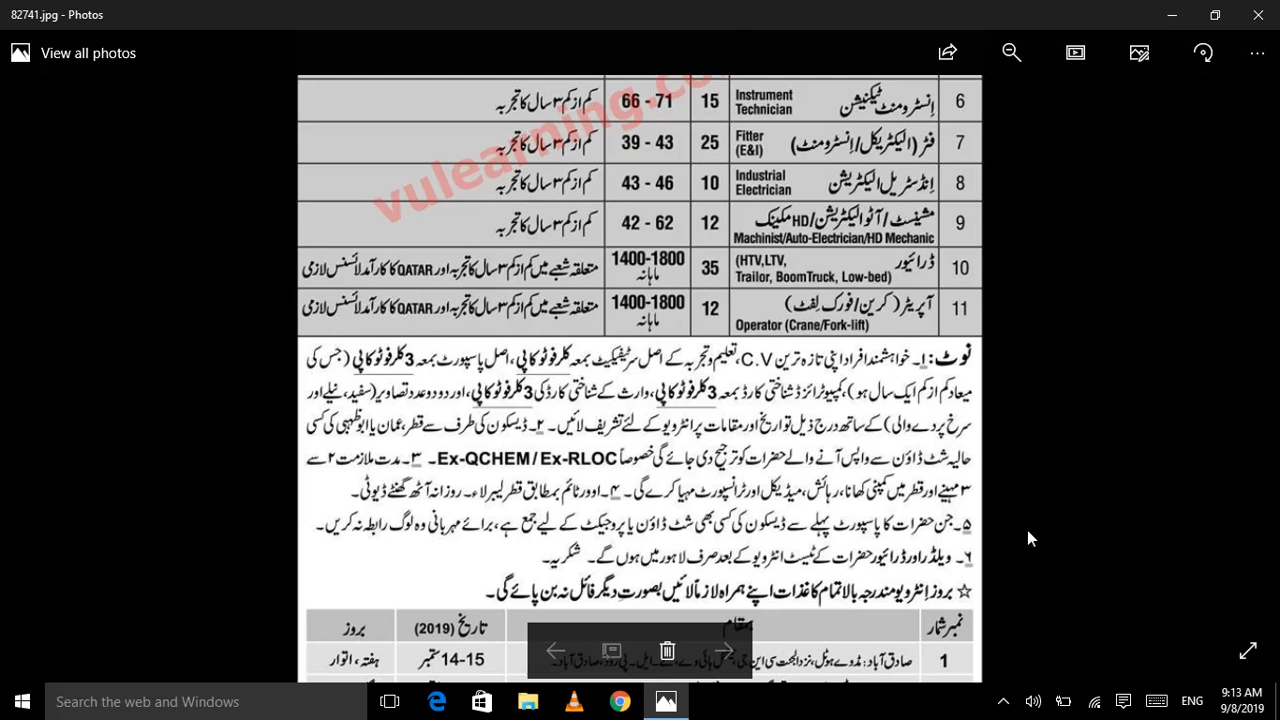 82741.jpg - Photos
View all photos
6 اِنسٹرومنٹ ٹیکنیشن Instrument Technician 15 66 - 71 کم از کم ۳ سال کا تجربہ
7 فٹر (الیکٹریکل/اِنسٹرومنٹ) Fitter (E&I) 25 39 - 43 کم از کم ۳ سال کا تجربہ
8 اِنڈسٹریل الیکٹریشن Industrial Electrician 10 43 - 46 کم از کم ۳ سال کا تجربہ
9 مشینسٹ/آٹو الیکٹریشن/HD مکینک Machinist/Auto-Electrician/HD Mechanic 12 42 - 62 کم از کم ۳ سال کا تجربہ
10 ڈرائیور (HTV,LTV, Trailor, BoomTruck, Low-bed) 35 1400-1800 ماہانہ متعلقہ شعبے میں کم از کم ۳ سال کا تجربہ اور QATAR کا کارآمد لائسنس لازمی
11 آپریٹر (کرین/فورک لِفٹ) Operator (Crane/Fork-lift) 12 1400-1800 ماہانہ متعلقہ شعبے میں کم از کم ۳ سال کا تجربہ اور QATAR کا کارآمد لائسنس لازمی
vulearning.co
نوٹ: ۱۔ خواہشمند افراد اپنی تازہ ترین C.V، تعلیم و تجربہ کے اصل سرٹیفکیٹ بمعہ کلر فوٹو کاپی، اصل پاسپورٹ بمعہ 3 کلر فوٹو کاپی (جس کی
میعاد کم از کم ایک سال ہو)، کمپیوٹرائزڈ شناختی کارڈ بمعہ 3 کلر فوٹو کاپی، وارث کے شناختی کارڈ کی 3 کلر فوٹو کاپی، اور دو دو عدد تصاویر (سفید، نیلے اور
سرخ پردے والی) کے ساتھ درج ذیل تواریخ اور مقامات پر انٹرویو کے لئے تشریف لائیں۔ ۲۔ ڈیسکون کی طرف سے قطر، عمان یا ابوظہبی کی کسی
حالیہ شٹ ڈاؤن سے واپس آنے والے حضرات کو ترجیح دی جائے گی خصوصاً Ex-QCHEM / Ex-RLOC۔ ۳۔ مدت ملازمت ۲ سے
۳ مہینے اور قطر میں کمپنی کھانا، رہائش، میڈیکل اور ٹرانسپورٹ مہیا کرے گی۔ ۴۔ اوور ٹائم بمطابق قطر لیبر لاء۔ روزانہ آٹھ گھنٹے ڈیوٹی۔
۵۔ جن حضرات کا پاسپورٹ پہلے سے ڈیسکون کی کسی بھی شٹ ڈاؤن یا پروجیکٹ کے لیے جمع ہے، برائے مہربانی وہ لوگ رابطہ نہ کریں۔
۶۔ ویلڈر اور ڈرائیور حضرات کے ٹیسٹ انٹرویو کے بعد صرف لاہور میں ہوں گے۔ شکریہ۔
☆ بروز اِنٹرویو مندرجہ بالا تمام کاغذات اپنے ہمراہ لازماً لائیں بصورتِ دیگر فائل نہ بن پائے گی۔
نمبر شمار بمقام تاریخ (2019) بروز
1 صادق آباد: مڈوے ہوٹل، نزد سی این جی، صادق آباد۔ 14-15 ستمبر ہفتہ، اتوار
Search the web and Windows
ENG
9:13 AM
9/8/2019